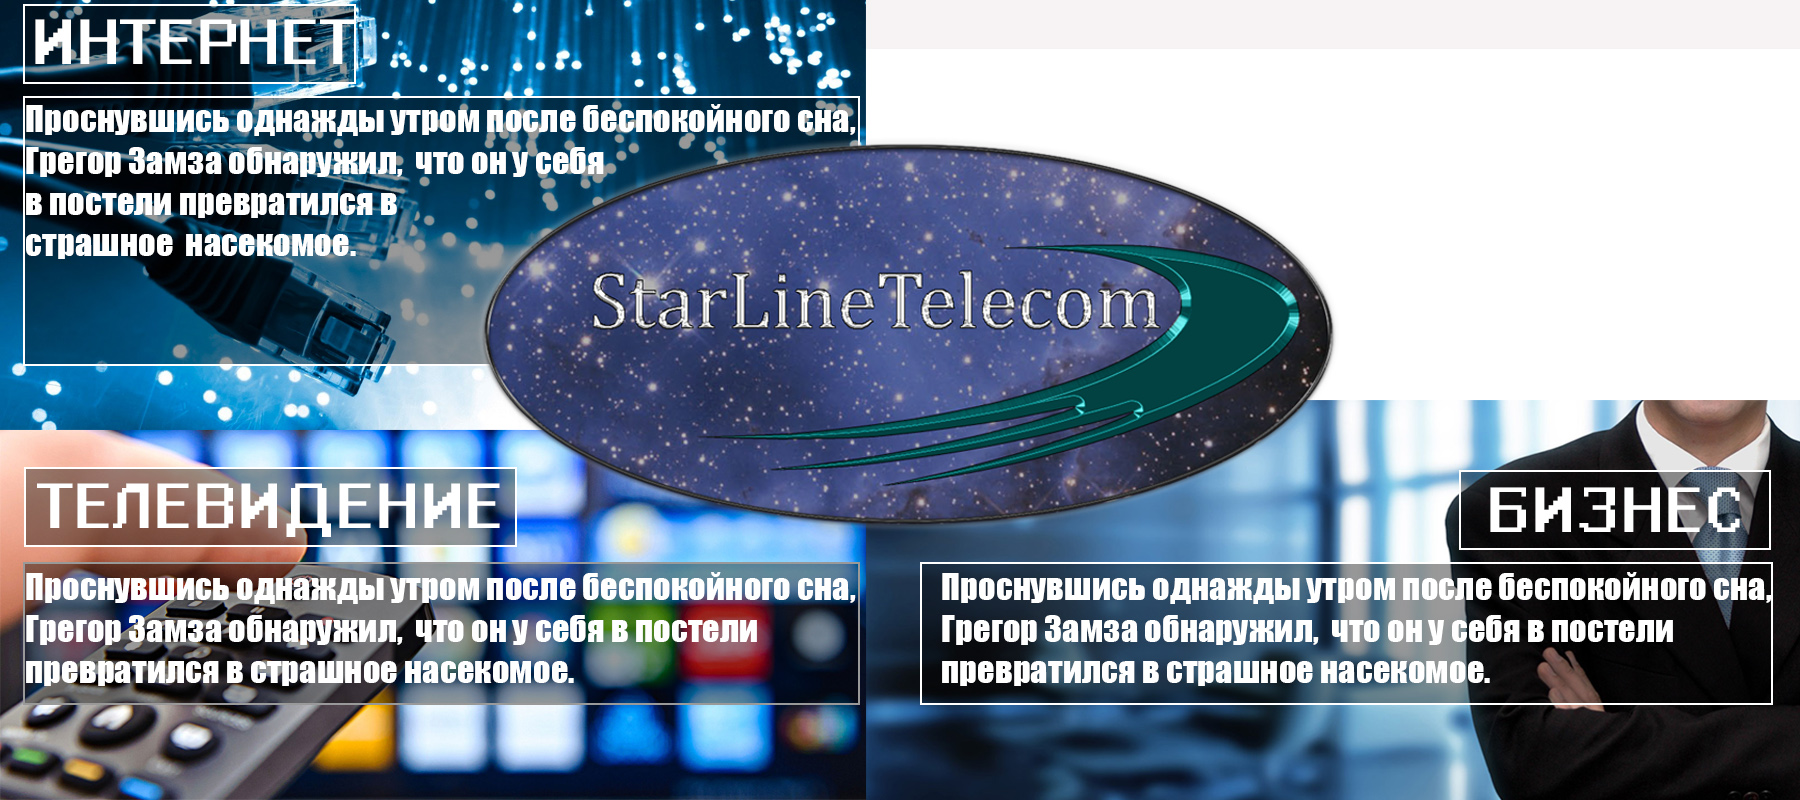 ИНТЕРНЕТ
Проснувшись однажды утром после беспокойного сна,
Грегор Замза обнаружил, что он у себя
в постели превратился в
страшное насекомое.
StarLineTelecom
ТЕЛЕВИДЕНИЕ
Проснувшись однажды утром после беспокойного сна,
Грегор Замза обнаружил, что он у себя в постели
превратился в страшное насекомое.
БИЗНЕС
Проснувшись однажды утром после беспокойного сна,
Грегор Замза обнаружил, что он у себя в постели
превратился в страшное насекомое.